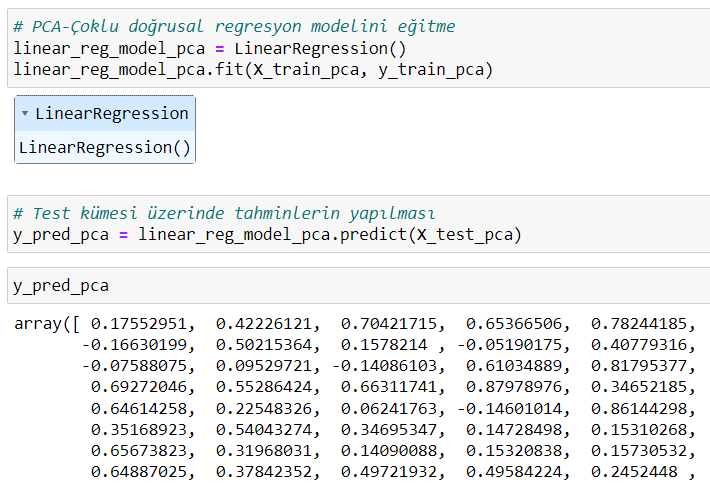 # PCA-Çoklu doğrusal regresyon modelini eğitme
linear_reg_model_pca = LinearRegression()
linear_reg_model_pca.fit(X_train_pca, y_train_pca)
▾ LinearRegression
LinearRegression()
# Test kümesi üzerinde tahminlerin yapılması
y_pred_pca = linear_reg_model_pca.predict(X_test_pca)
y_pred_pca
array([ 0.17552951,  0.42226121,  0.70421715,  0.65366506,  0.78244185,
-0.16630199,  0.50215364,  0.1578214 , -0.05190175,  0.40779316,
-0.07588075,  0.09529721, -0.14086103,  0.61034889,  0.81795377,
0.69272046,  0.55286424,  0.66311741,  0.87978976,  0.34652185,
0.64614258,  0.22548326,  0.06241763, -0.14601014,  0.86144298,
0.35168923,  0.54043274,  0.34695347,  0.14728498,  0.15310268,
0.65673823,  0.31968031,  0.14090088,  0.15320838,  0.15730532,
0.64887025,  0.37842352,  0.49721932,  0.49584224,  0.2452448 ,